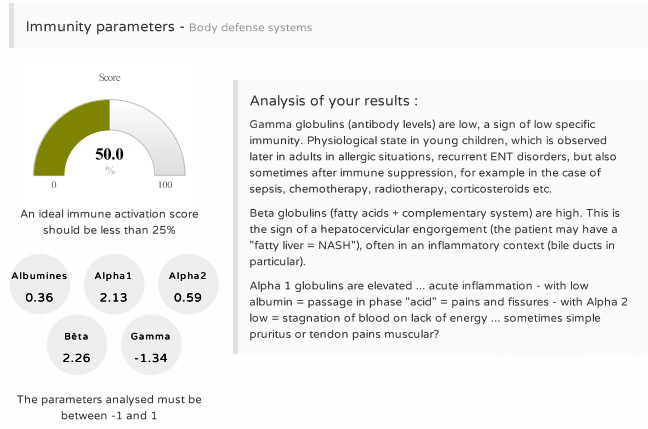 Immunity parameters - Body defense systems
Score
50.0
%
0 100
An ideal immune activation score
should be less than 25%
Albumines Alpha1 Alpha2
0.36 2.13 0.59
Bêta Gamma
2.26 -1.34
The parameters analysed must be
between -1 and 1
Analysis of your results :
Gamma globulins (antibody levels) are low, a sign of low specific
immunity. Physiological state in young children, which is observed
later in adults in allergic situations, recurrent ENT disorders, but also
sometimes after immune suppression, for example in the case of
sepsis, chemotherapy, radiotherapy, corticosteroids etc.
Beta globulins (fatty acids + complementary system) are high. This is
the sign of a hepatocervicular engorgement (the patient may have a
"fatty liver = NASH"), often in an inflammatory context (bile ducts in
particular).
Alpha 1 globulins are elevated ... acute inflammation - with low
albumin = passage in phase "acid" = pains and fissures - with Alpha 2
low = stagnation of blood on lack of energy ... sometimes simple
pruritus or tendon pains muscular?